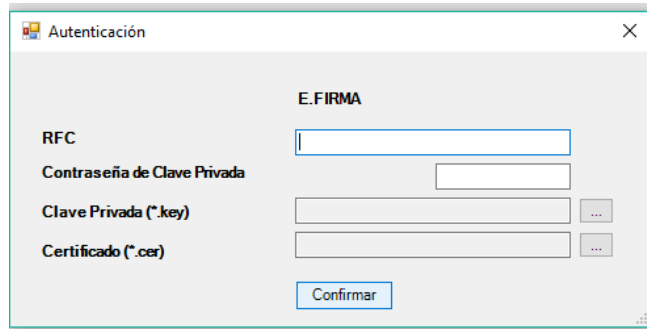 Autenticación
E.FIRMA
RFC
Contraseña de Clave Privada
Clave Privada (*.key) ...
Certificado (*.cer) ...
Confirmar